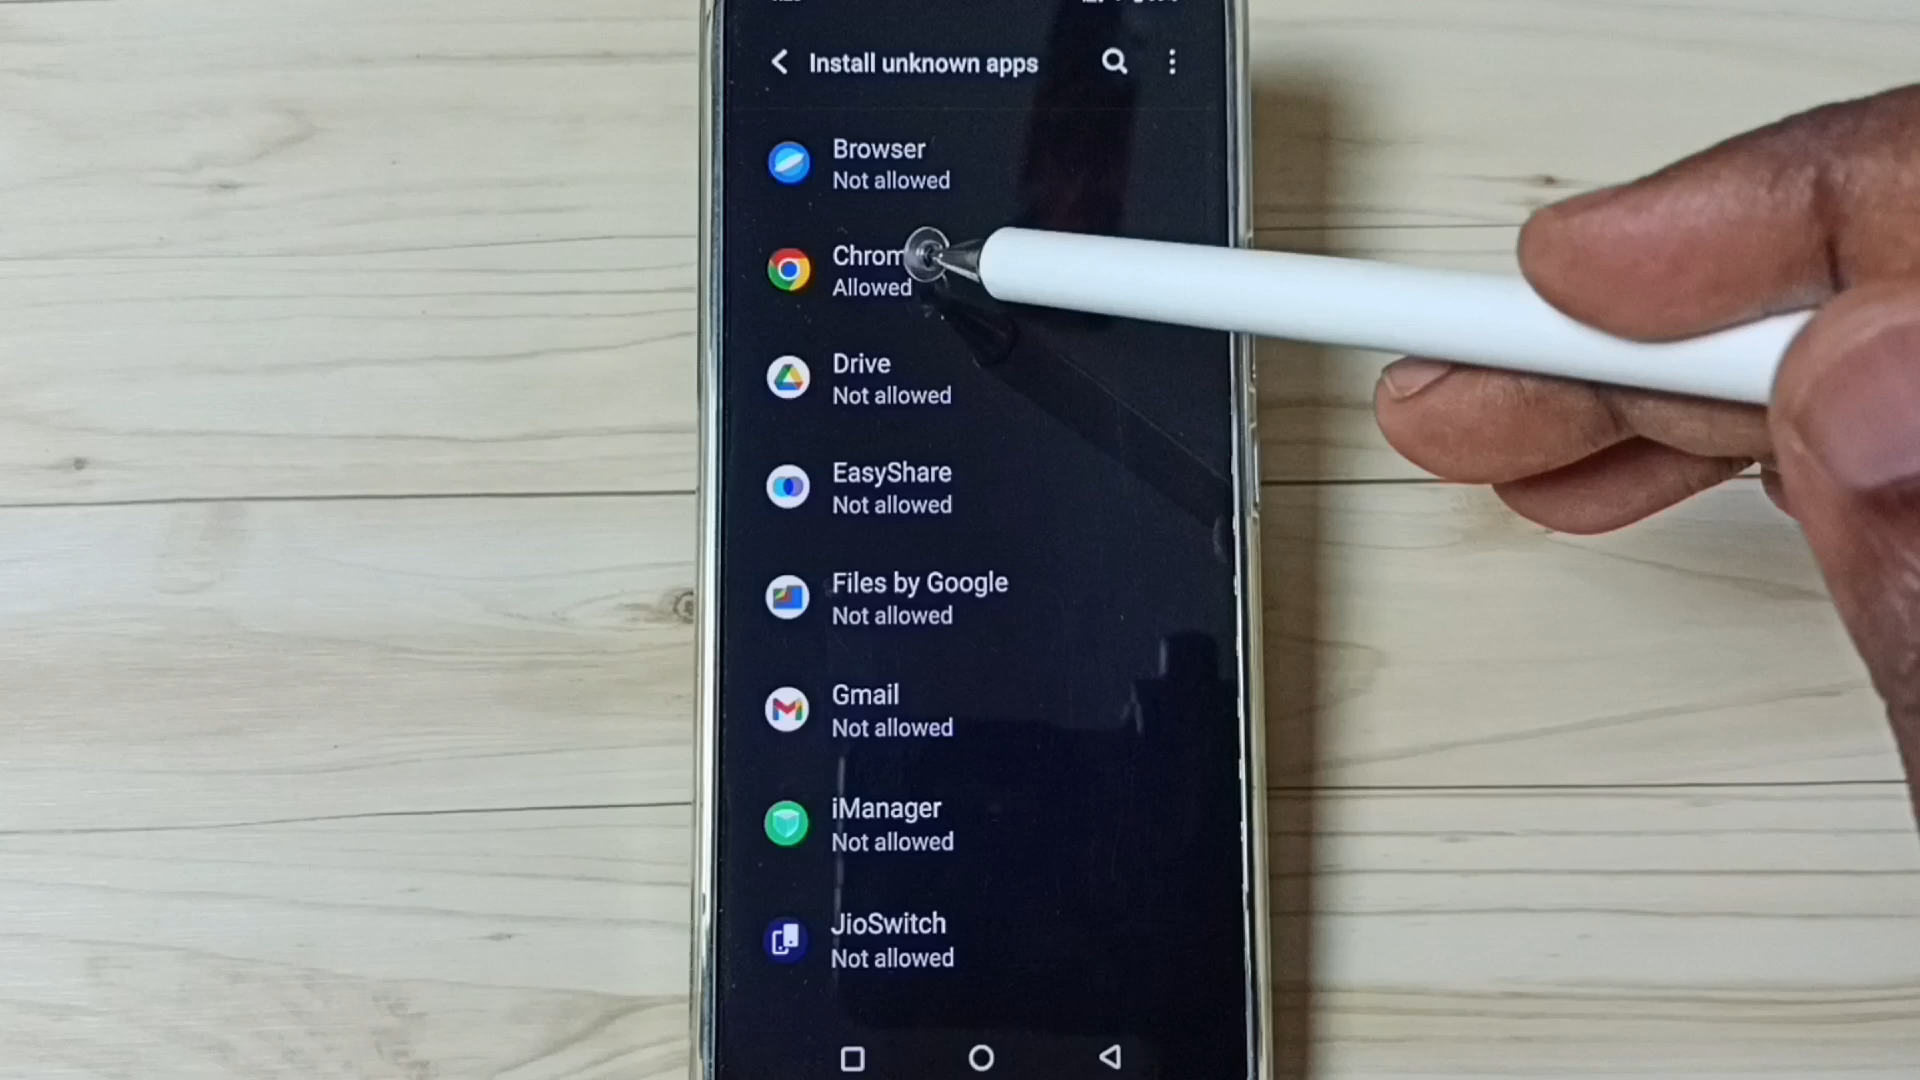 Install unknown apps
Browser
Not allowed
Chrom
Allowed
Drive
Not allowed
EasyShare
Not allowed
Files by Google
Not allowed
Gmail
Not allowed
iManager
Not allowed
JioSwitch
Not allowed